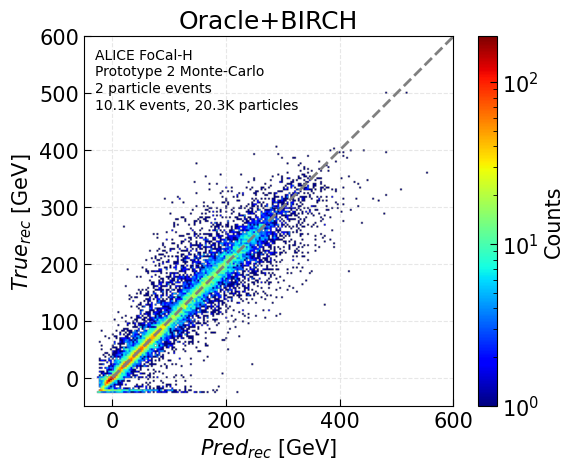 Oracle+BIRCH
ALICE FoCal-H
Prototype 2 Monte-Carlo
2 particle events
10.1K events, 20.3K particles
600
500
400
300
200
100
0
True_rec [GeV]
0
200
400
600
Pred_rec [GeV]
10^2
10^1
10^0
Counts